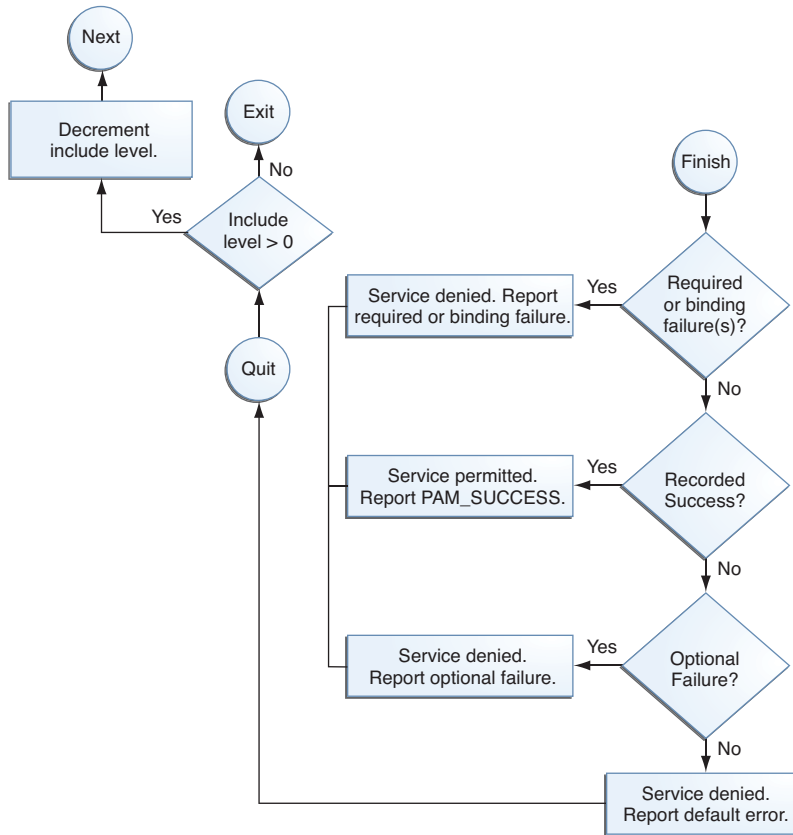 Next
Decrement
include level.
Exit
No
Yes
Include
level > 0
Quit
Finish
Required
or binding
failure(s)?
Yes
Service denied. Report
required or binding failure.
No
Recorded
Success?
Yes
Service permitted.
Report PAM_SUCCESS.
No
Optional
Failure?
Yes
Service denied.
Report optional failure.
No
Service denied.
Report default error.